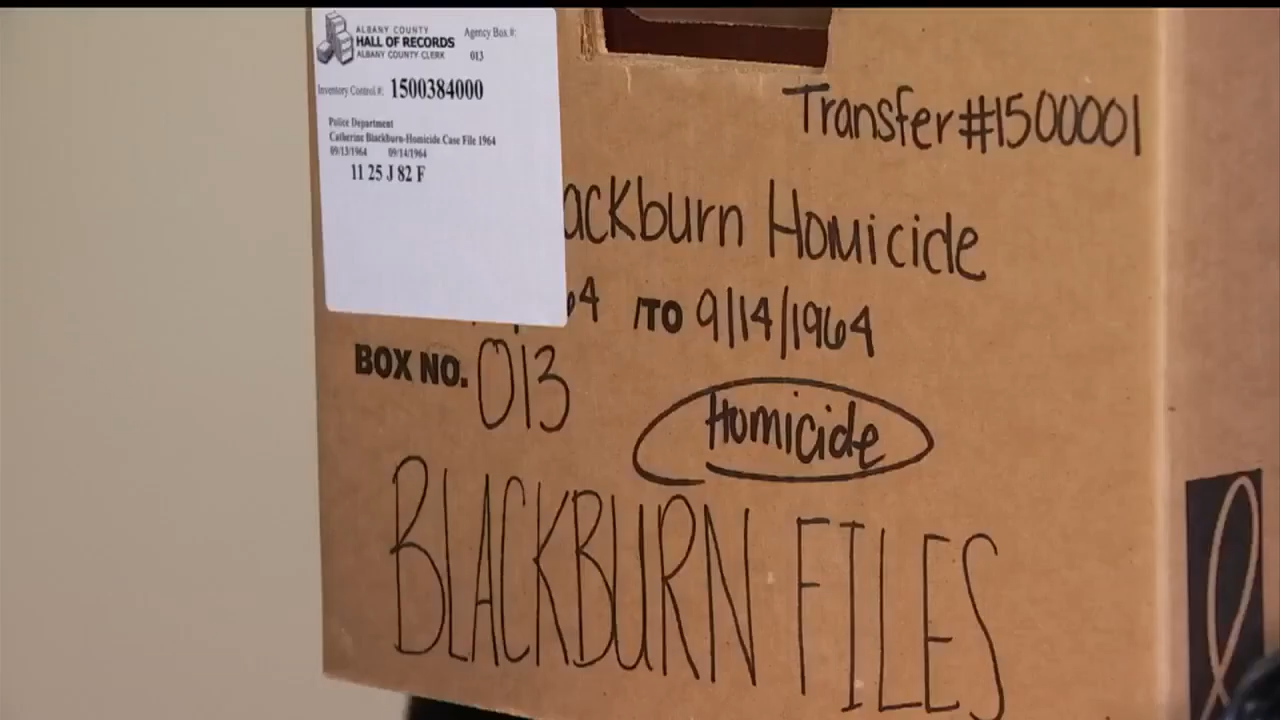 ALBANY COUNTY
HALL OF RECORDS
ALBANY COUNTY CLERK
Agency Box #:
013
Inventory Control #: 1500384000
Police Department
Catherine Blackburn-Homicide Case File 1964
09/13/1964 09/14/1964
11 25 J 82 F
Transfer #1500001
ackburn Homicide
64 TO 9/14/1964
BOX NO. 013
Homicide
BLACKBURN FILES